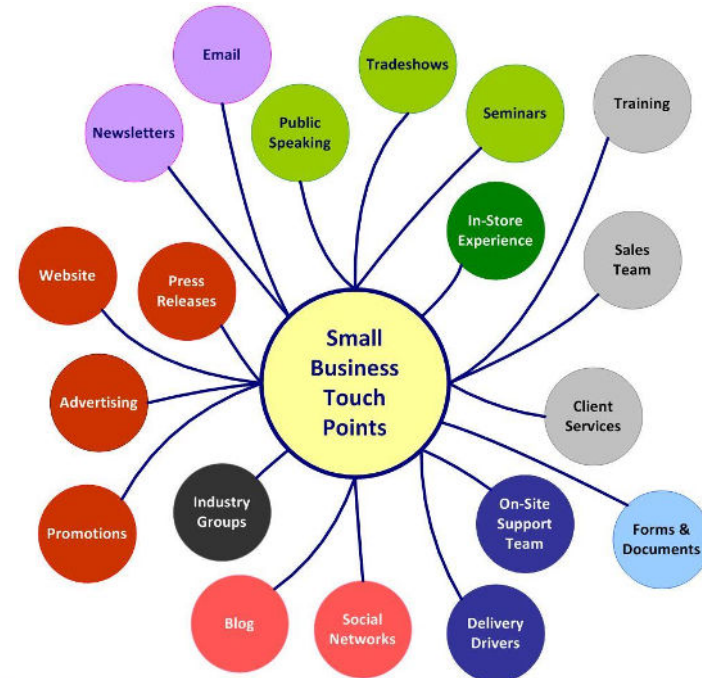 Email
Tradeshows
Newsletters
Public
Speaking
Seminars
Training
In-Store
Experience
Sales
Team
Website
Press
Releases
Small
Business
Touch
Points
Advertising
Client
Services
Promotions
Industry
Groups
On-Site
Support
Team
Forms &
Documents
Blog
Social
Networks
Delivery
Drivers